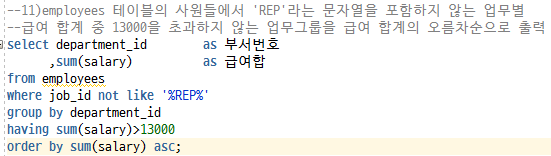 --11)employees 테이블의 사원들에서 'REP'라는 문자열을 포함하지 않는 업무별
--급여 합계 중 13000을 초과하지 않는 업무그룹을 급여 합계의 오름차순으로 출력
select department_id as 부서번호
,sum(salary) as 급여합
from employees
where job_id not like '%REP%'
group by department_id
having sum(salary)>13000
order by sum(salary) asc;